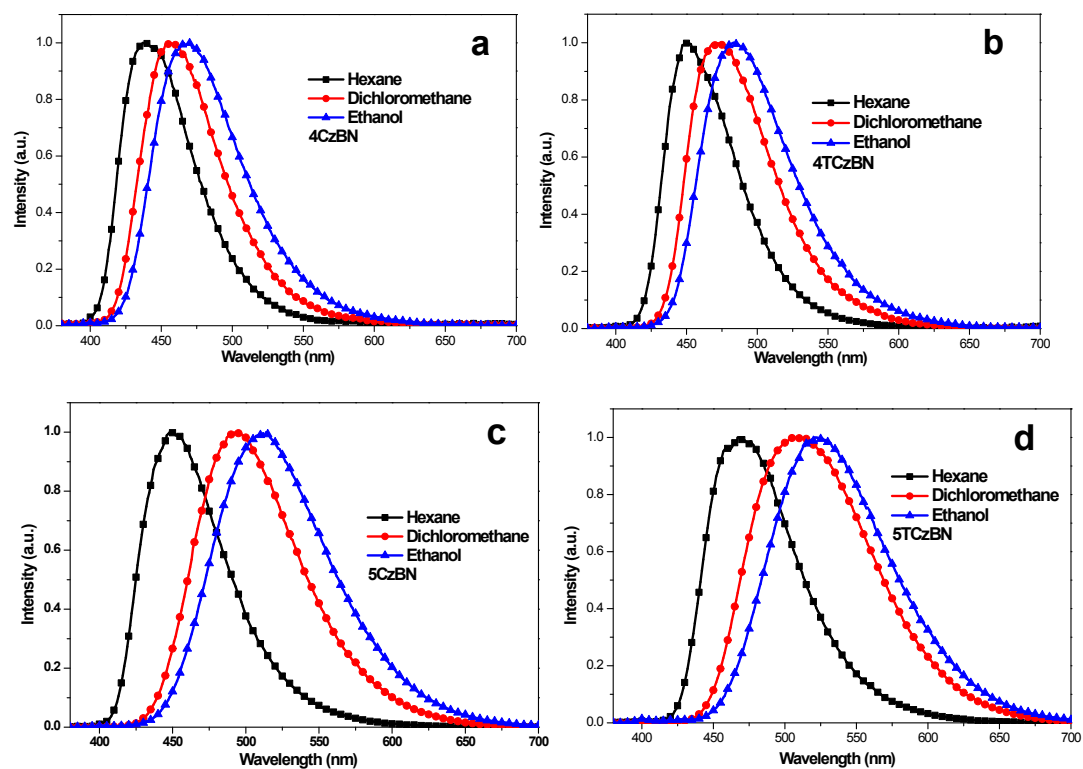 a
Hexane
Dichloromethane
Ethanol
4CzBN
Intensity (a.u.)
1.0
0.8
0.6
0.4
0.2
0.0
400 450 500 550 600 650 700
Wavelength (nm)
b
Hexane
Dichloromethane
Ethanol
4TCzBN
Intensity (a.u.)
1.0
0.8
0.6
0.4
0.2
0.0
400 450 500 550 600 650 700
Wavelength (nm)
c
Hexane
Dichloromethane
Ethanol
5CzBN
Intensity (a.u.)
1.0
0.8
0.6
0.4
0.2
0.0
400 450 500 550 600 650 700
Wavelength (nm)
d
Hexane
Dichloromethane
Ethanol
5TCzBN
Intensity (a.u.)
1.0
0.8
0.6
0.4
0.2
0.0
400 450 500 550 600 650 700
Wavelength (nm)